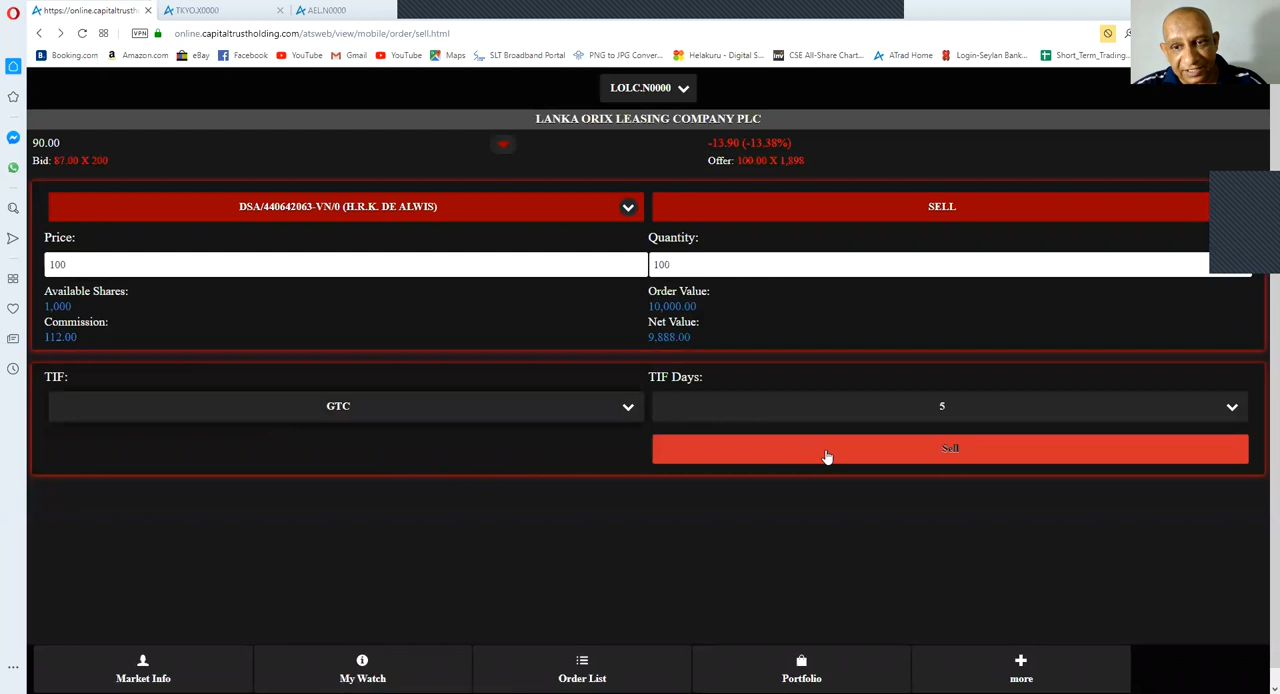 https://online.capitaltrusth
TKYO.X0000
AEL.N0000
VPN
online.capitaltrustholding.com/atsweb/view/mobile/order/sell.html
Booking.com
Amazon.com
eBay
Facebook
YouTube
Gmail
YouTube
Maps
SLT Broadband Portal
PNG to JPG Conver...
Helakuru - Digital S...
CSE All-Share Chart...
ATrad Home
Login-Seylan Bank...
Short_Term_Trading...
LOLC.N0000
LANKA ORIX LEASING COMPANY PLC
90.00
-13.90 (-13.38%)
Bid: 87.00 X 200
Offer: 100.00 X 1,898
DSA/440642063-VN/0 (H.R.K. DE ALWIS)
SELL
Price:
Quantity:
100
100
Available Shares:
Order Value:
1,000
10,000.00
Commission:
Net Value:
112.00
9,888.00
TIF:
TIF Days:
GTC
5
Sell
Market Info
My Watch
Order List
Portfolio
more